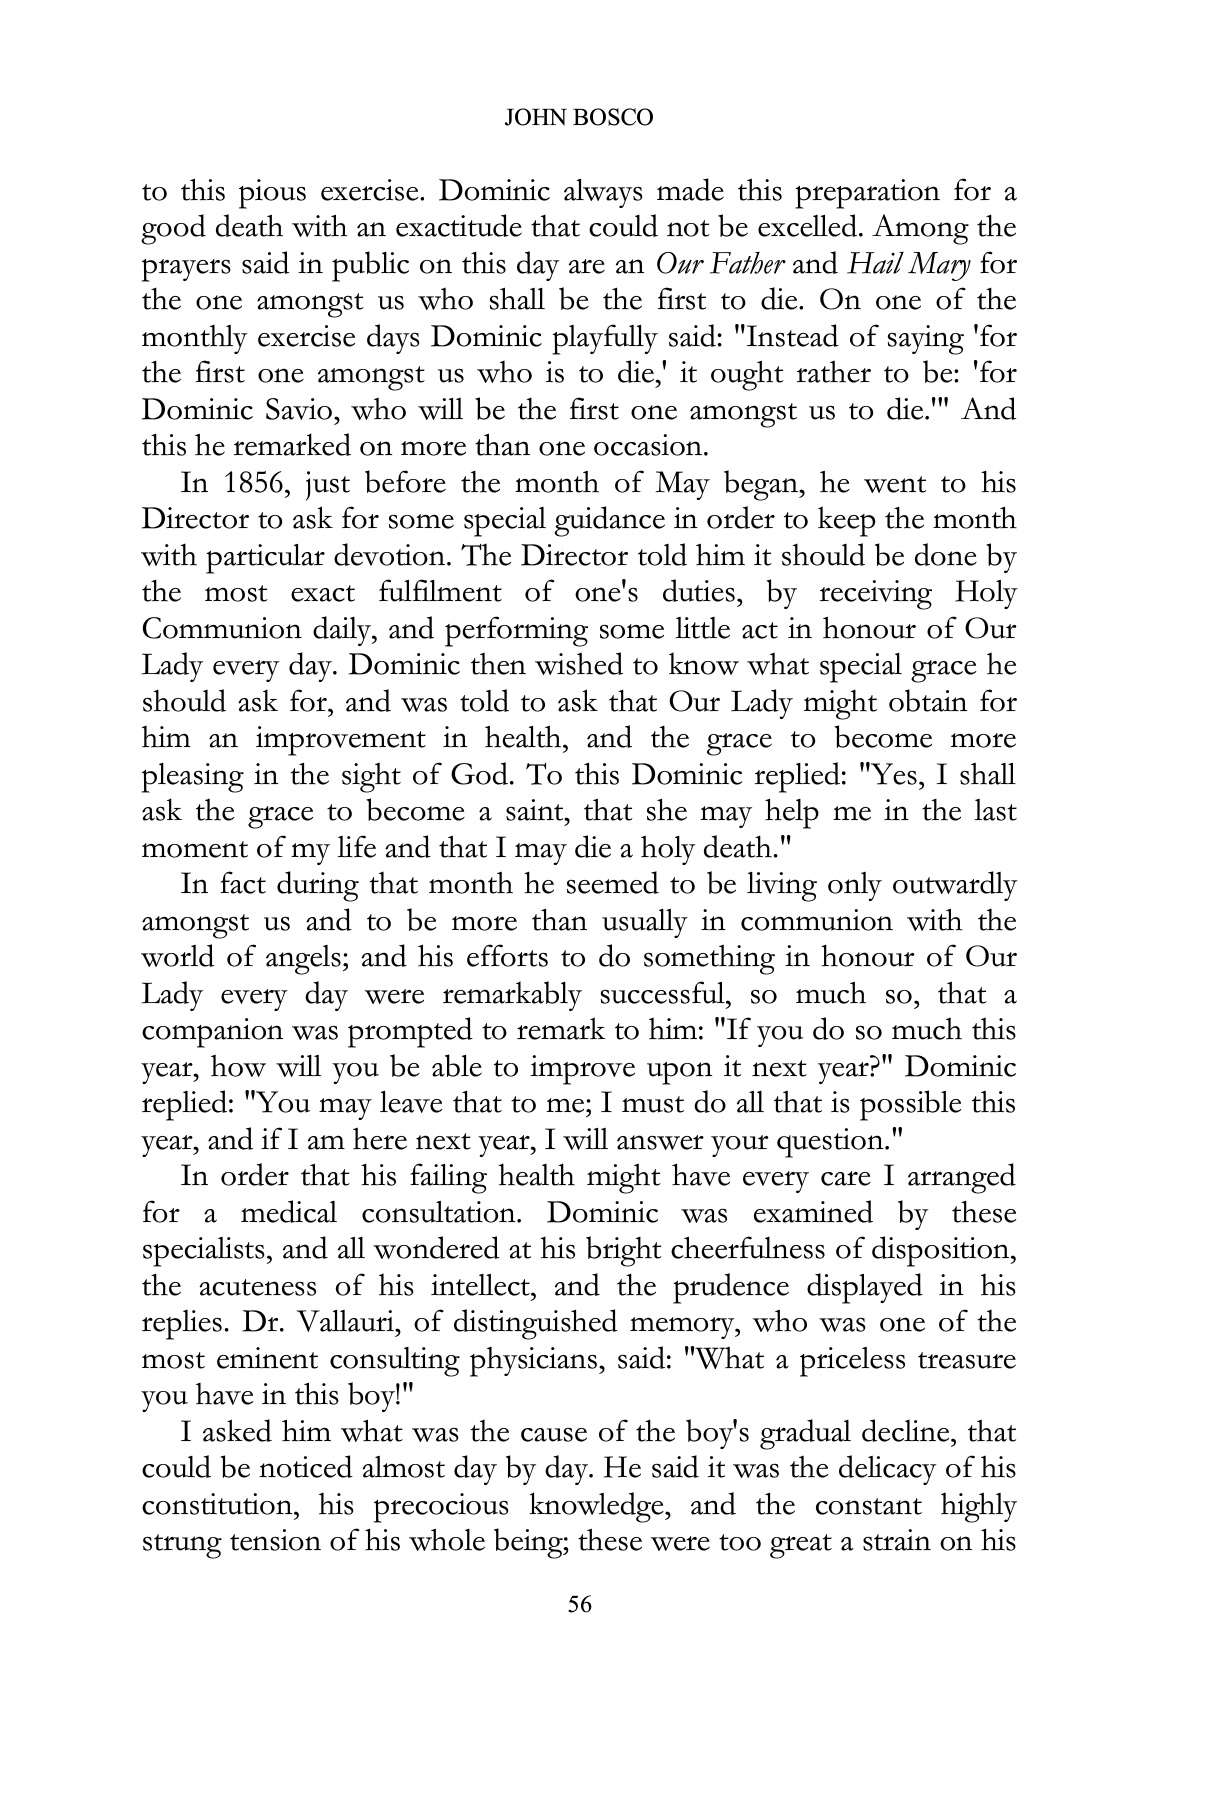 JOHN BOSCO
to this pious exercise. Dominic always made this preparation for a
good death with an exactitude that could not be excelled. Among the
prayers said in public on this day are an Our Father and Hail Mary for
the one amongst us who shall be the first to die. On one of the
monthly exercise days Dominic playfully said: "Instead of saying 'for
the first one amongst us who is to die,' it ought rather to be: 'for
Dominic Savio, who will be the first one amongst us to die.'" And
this he remarked on more than one occasion.
In 1856, just before the month of May began, he went to his
Director to ask for some special guidance in order to keep the month
with particular devotion. The Director told him it should be done by
the most exact fulfilment of one's duties, by receiving Holy
Communion daily, and performing some little act in honour of Our
Lady every day. Dominic then wished to know what special grace he
should ask for, and was told to ask that Our Lady might obtain for
him an improvement in health, and the grace to become more
pleasing in the sight of God. To this Dominic replied: "Yes, I shall
ask the grace to become a saint, that she may help me in the last
moment of my life and that I may die a holy death."
In fact during that month he seemed to be living only outwardly
amongst us and to be more than usually in communion with the
world of angels; and his efforts to do something in honour of Our
Lady every day were remarkably successful, so much so, that a
companion was prompted to remark to him: "If you do so much this
year, how will you be able to improve upon it next year?" Dominic
replied: "You may leave that to me; I must do all that is possible this
year, and if I am here next year, I will answer your question."
In order that his failing health might have every care I arranged
for a medical consultation. Dominic was examined by these
specialists, and all wondered at his bright cheerfulness of disposition,
the acuteness of his intellect, and the prudence displayed in his
replies. Dr. Vallauri, of distinguished memory, who was one of the
most eminent consulting physicians, said: "What a priceless treasure
you have in this boy!"
I asked him what was the cause of the boy's gradual decline, that
could be noticed almost day by day. He said it was the delicacy of his
constitution, his precocious knowledge, and the constant highly
strung tension of his whole being; these were too great a strain on his
56